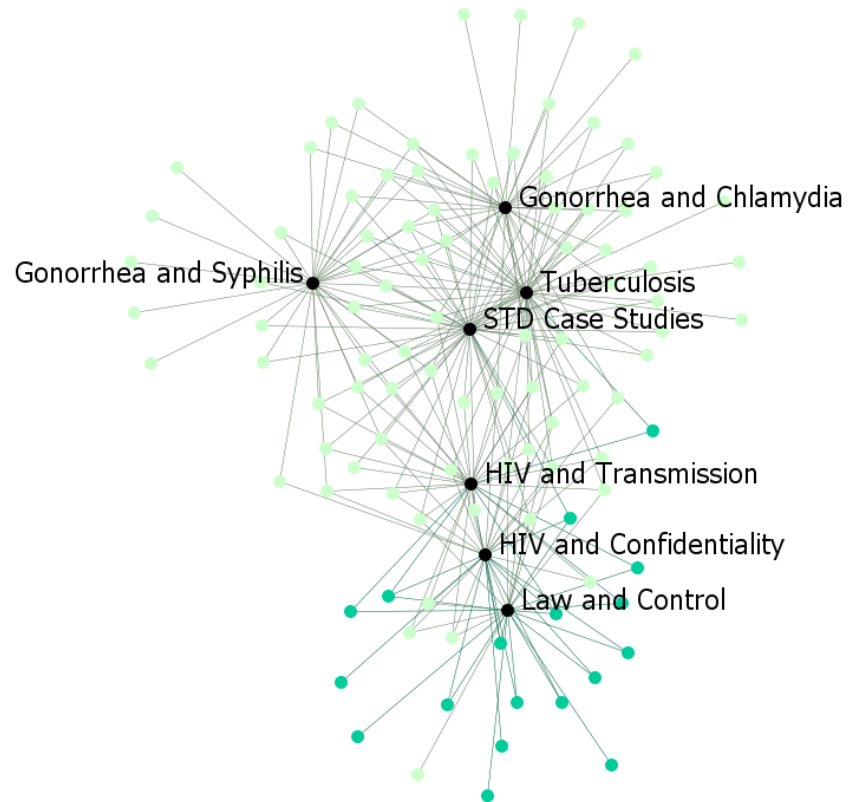 Gonorrhea and Chlamydia
Gonorrhea and Syphilis
Tuberculosis
STD Case Studies
HIV and Transmission
HIV and Confidentiality
Law and Control